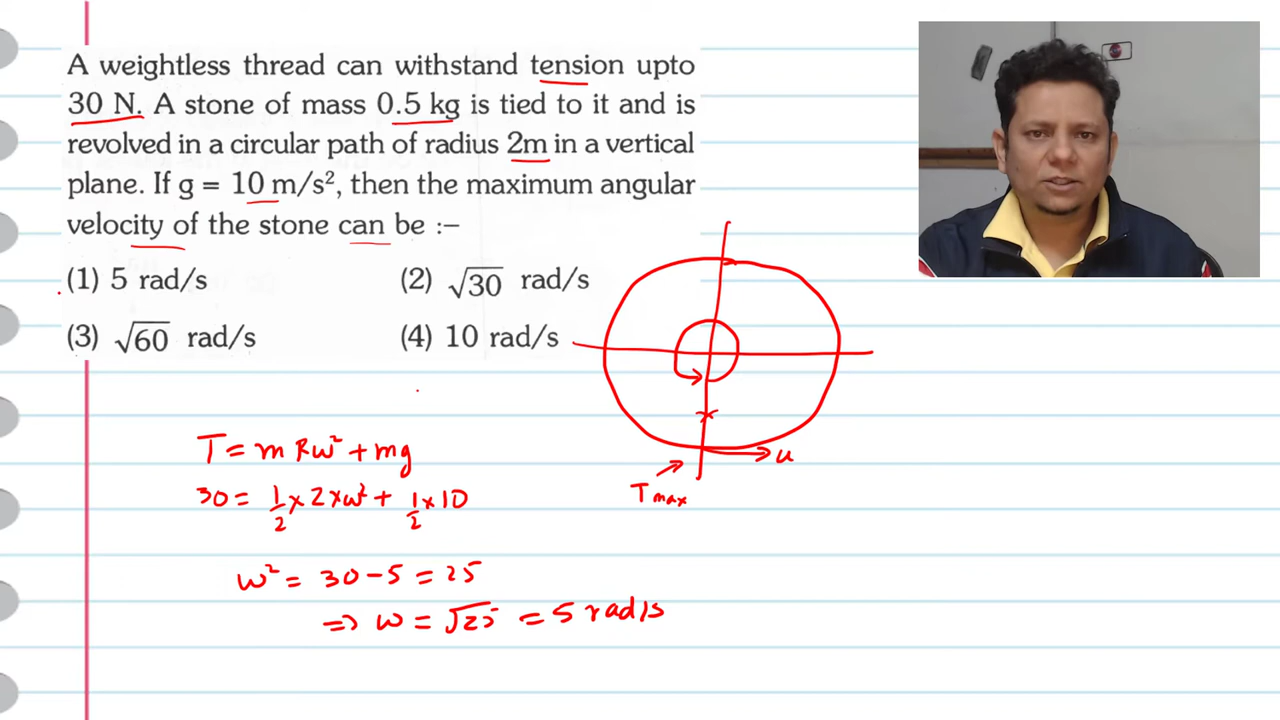 A weightless thread can withstand tension upto
30 N. A stone of mass 0.5 kg is tied to it and is
revolved in a circular path of radius 2m in a vertical
plane. If g = 10 m/s², then the maximum angular
velocity of the stone can be :–
(1) 5 rad/s (2) √30 rad/s
(3) √60 rad/s (4) 10 rad/s
T = mRω² + mg
30 = 1/2 × 2 × ω² + 1/2 × 10
ω² = 30 – 5 = 25
⇒ ω = √25 = 5 rad/s
u
Tmax